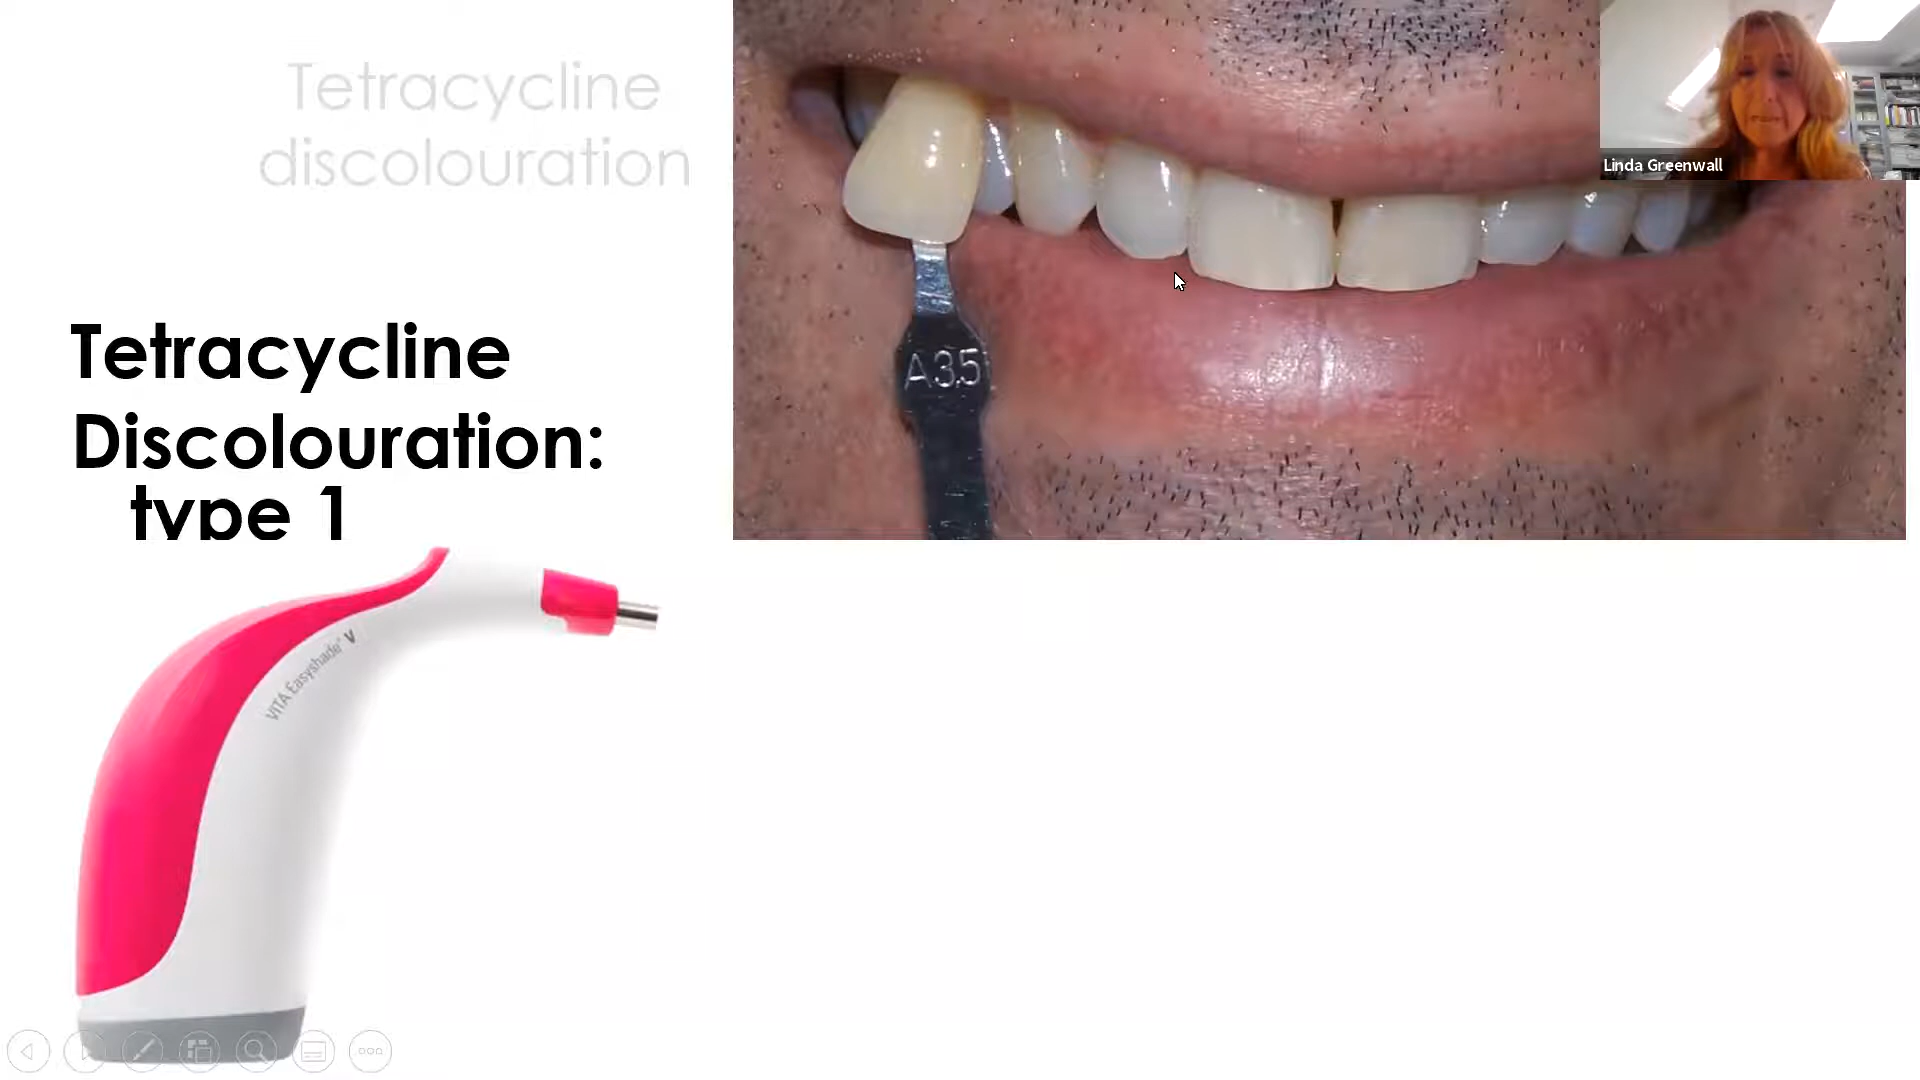 Tetracycline
discolouration
Linda Greenwall
A3.5
Tetracycline
Discolouration:
type 1
VITA Easyshade® V